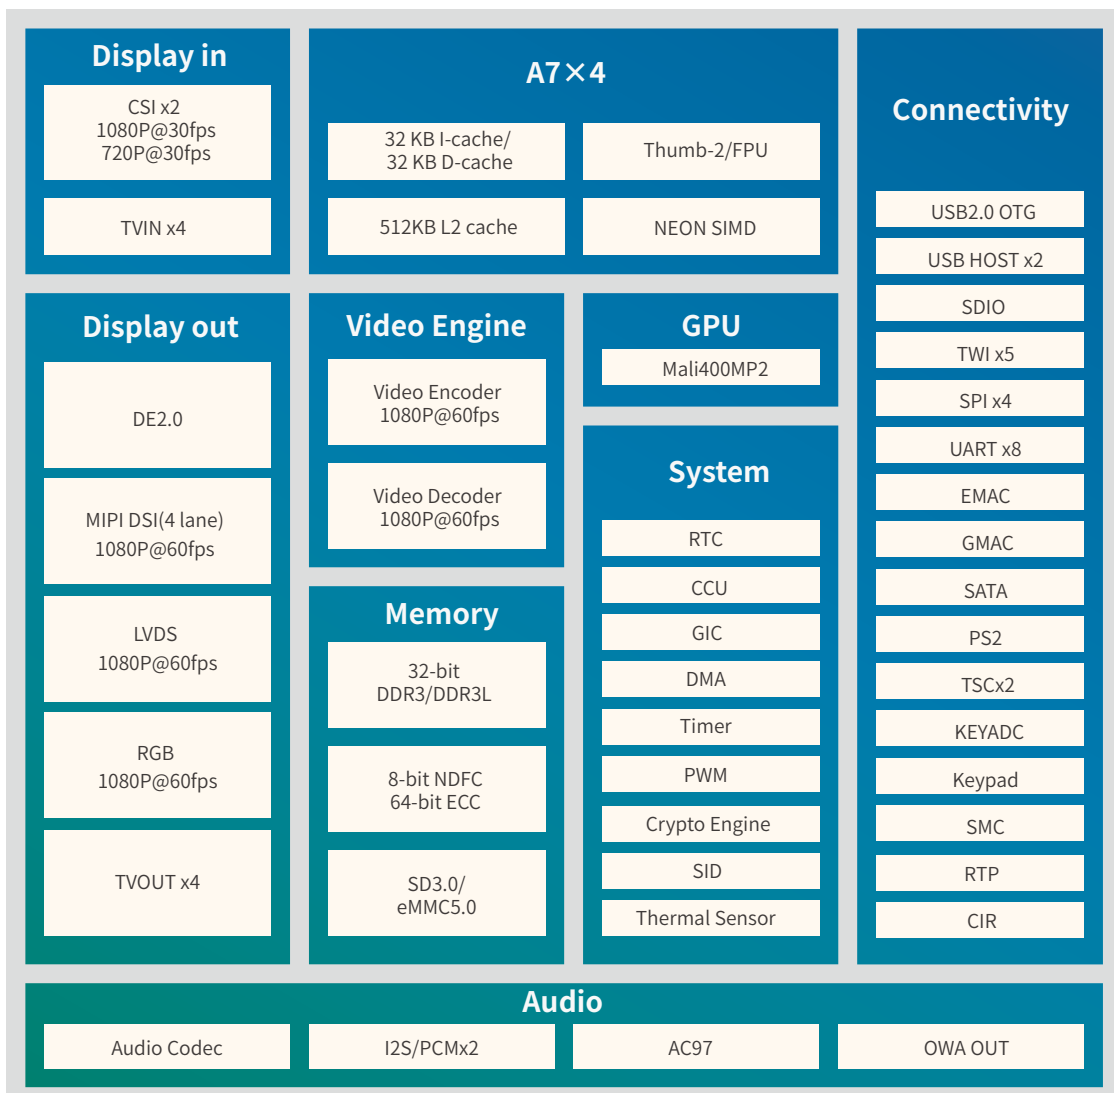 Display in
CSI x2
1080P@30fps
720P@30fps
TVIN x4
A7×4
32 KB I-cache/
32 KB D-cache
Thumb-2/FPU
512KB L2 cache
NEON SIMD
Connectivity
USB2.0 OTG
USB HOST x2
SDIO
TWI x5
SPI x4
UART x8
EMAC
GMAC
SATA
PS2
TSCx2
KEYADC
Keypad
SMC
RTP
CIR
Display out
DE2.0
MIPI DSI(4 lane)
1080P@60fps
LVDS
1080P@60fps
RGB
1080P@60fps
TVOUT x4
Video Engine
Video Encoder
1080P@60fps
Video Decoder
1080P@60fps
GPU
Mali400MP2
Memory
32-bit
DDR3/DDR3L
8-bit NDFC
64-bit ECC
SD3.0/
eMMC5.0
System
RTC
CCU
GIC
DMA
Timer
PWM
Crypto Engine
SID
Thermal Sensor
Audio
Audio Codec
I2S/PCMx2
AC97
OWA OUT